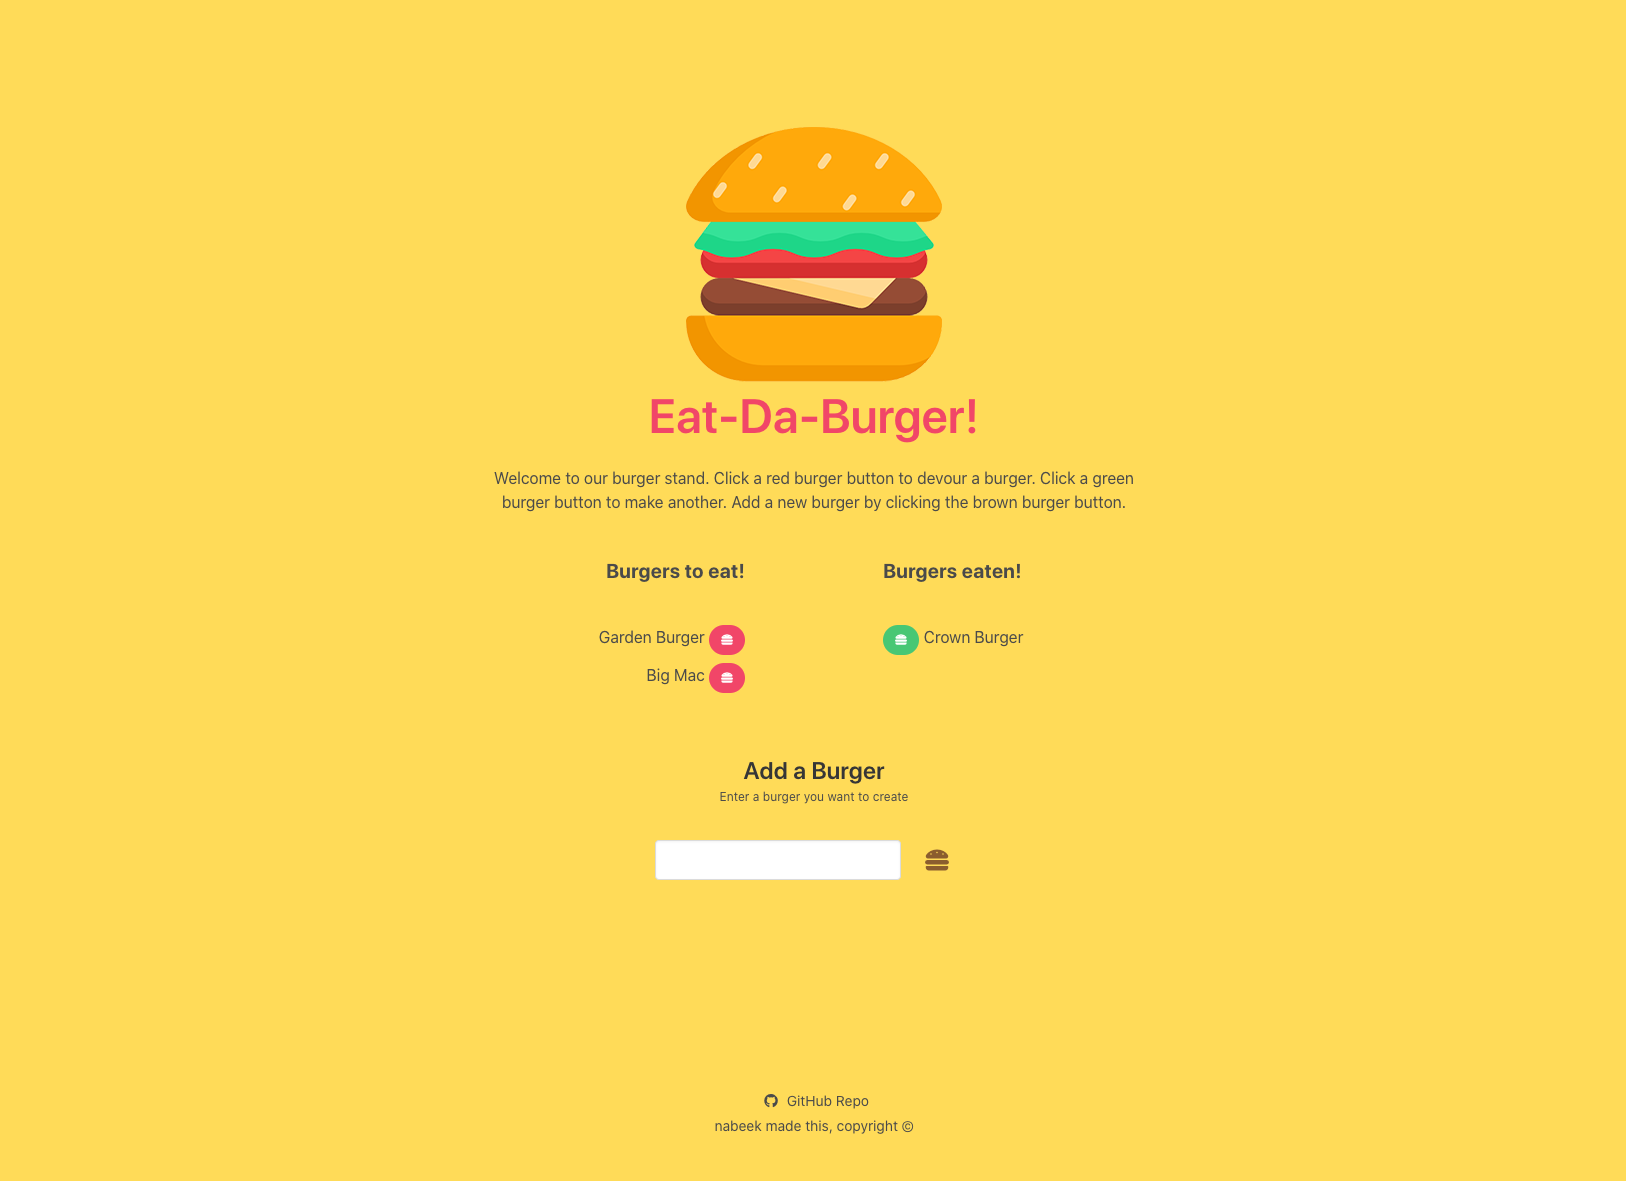 Eat-Da-Burger!
Welcome to our burger stand. Click a red burger button to devour a burger. Click a green
burger button to make another. Add a new burger by clicking the brown burger button.
Burgers to eat!
Garden Burger
Big Mac
Burgers eaten!
Crown Burger
Add a Burger
Enter a burger you want to create
GitHub Repo
nabeek made this, copyright ©